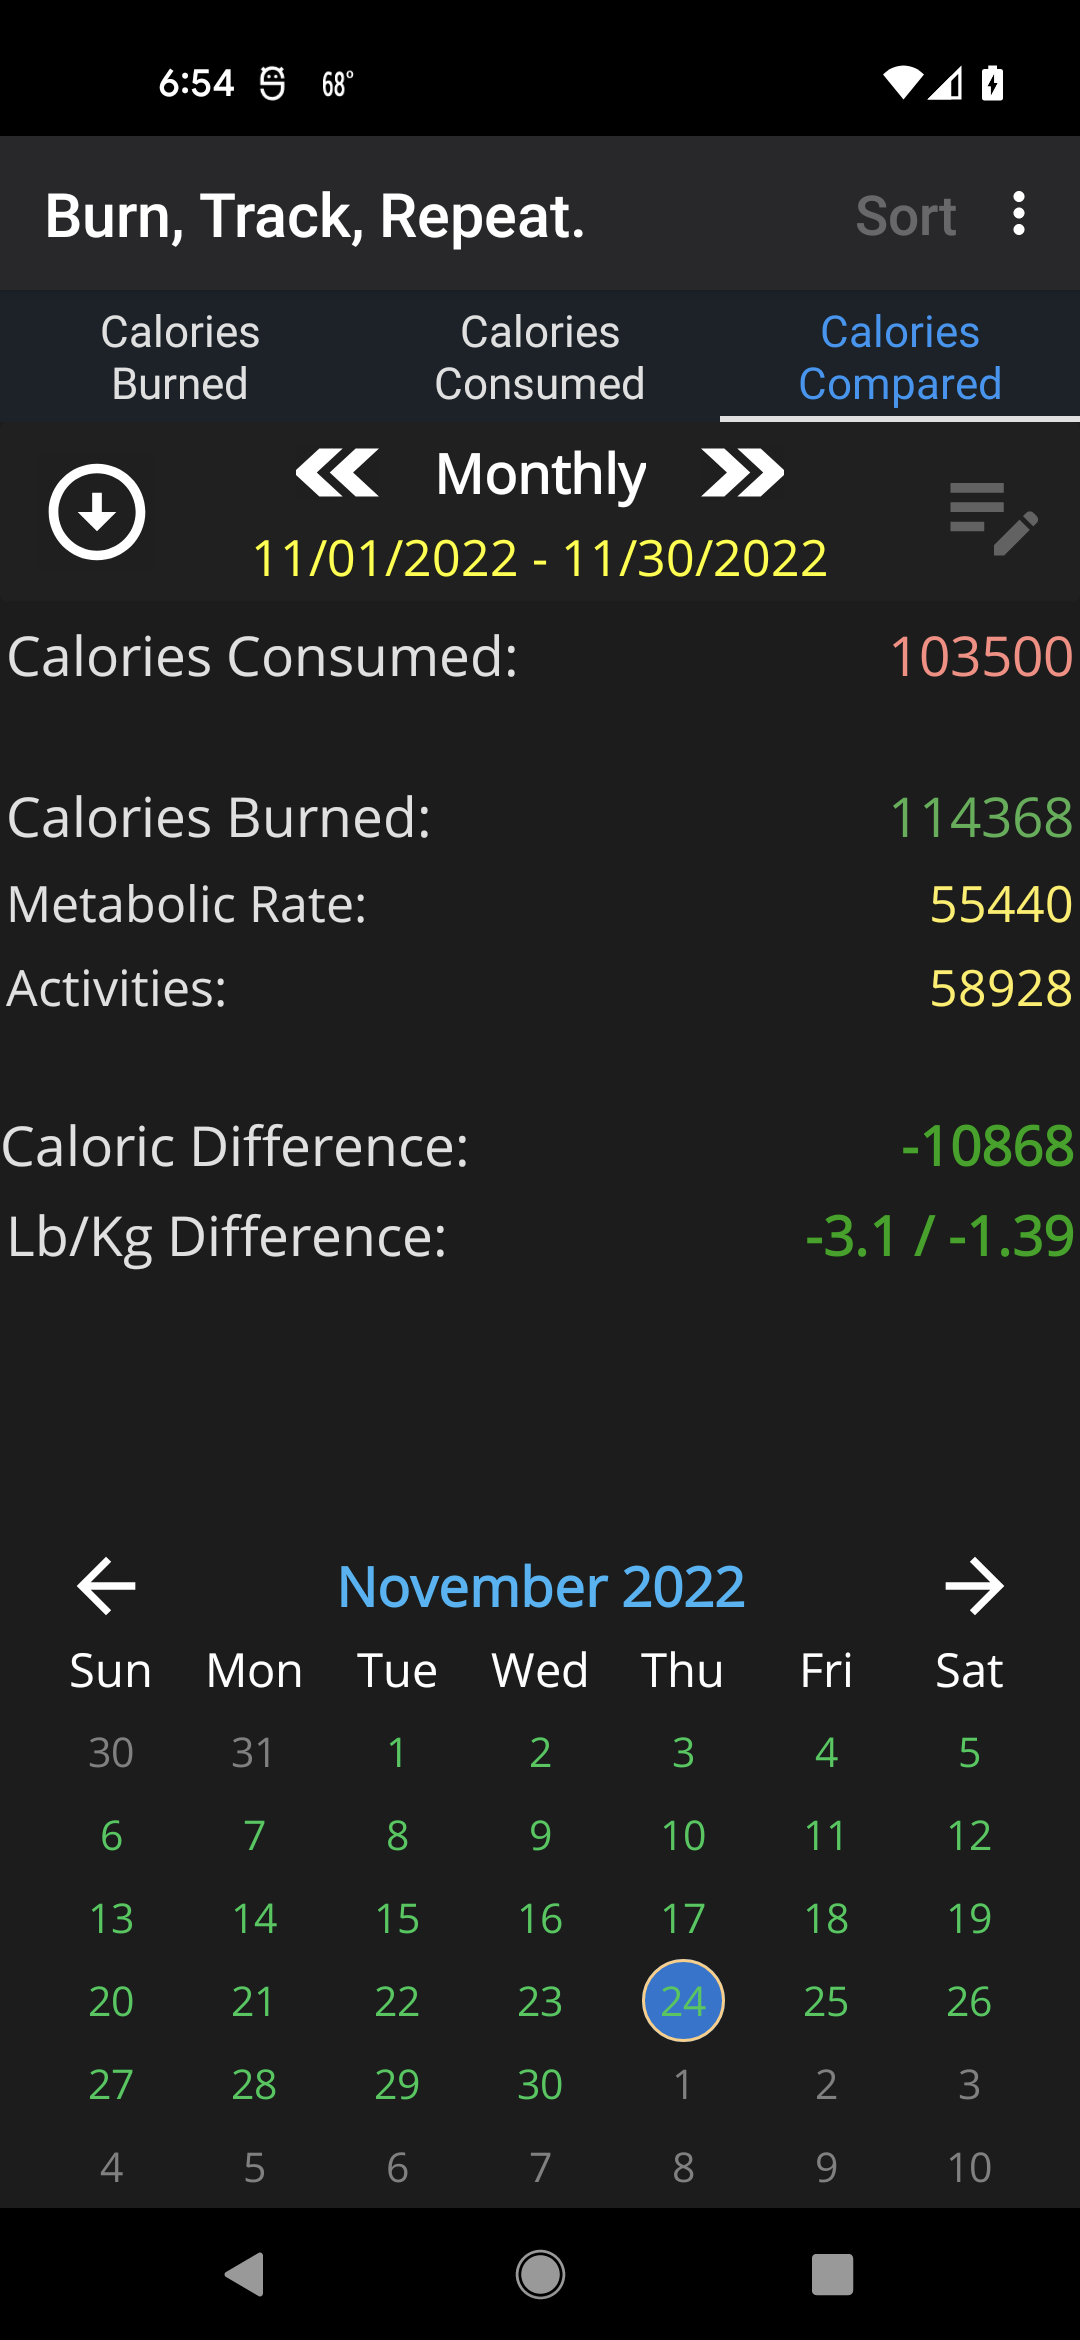 6:54 68°
Burn, Track, Repeat. Sort
Calories Burned
Calories Consumed
Calories Compared
Monthly
11/01/2022 - 11/30/2022
Calories Consumed: 103500
Calories Burned: 114368
Metabolic Rate: 55440
Activities: 58928
Caloric Difference: -10868
Lb/Kg Difference: -3.1 / -1.39
November 2022
Sun Mon Tue Wed Thu Fri Sat
30 31 1 2 3 4 5
6 7 8 9 10 11 12
13 14 15 16 17 18 19
20 21 22 23 24 25 26
27 28 29 30 1 2 3
4 5 6 7 8 9 10